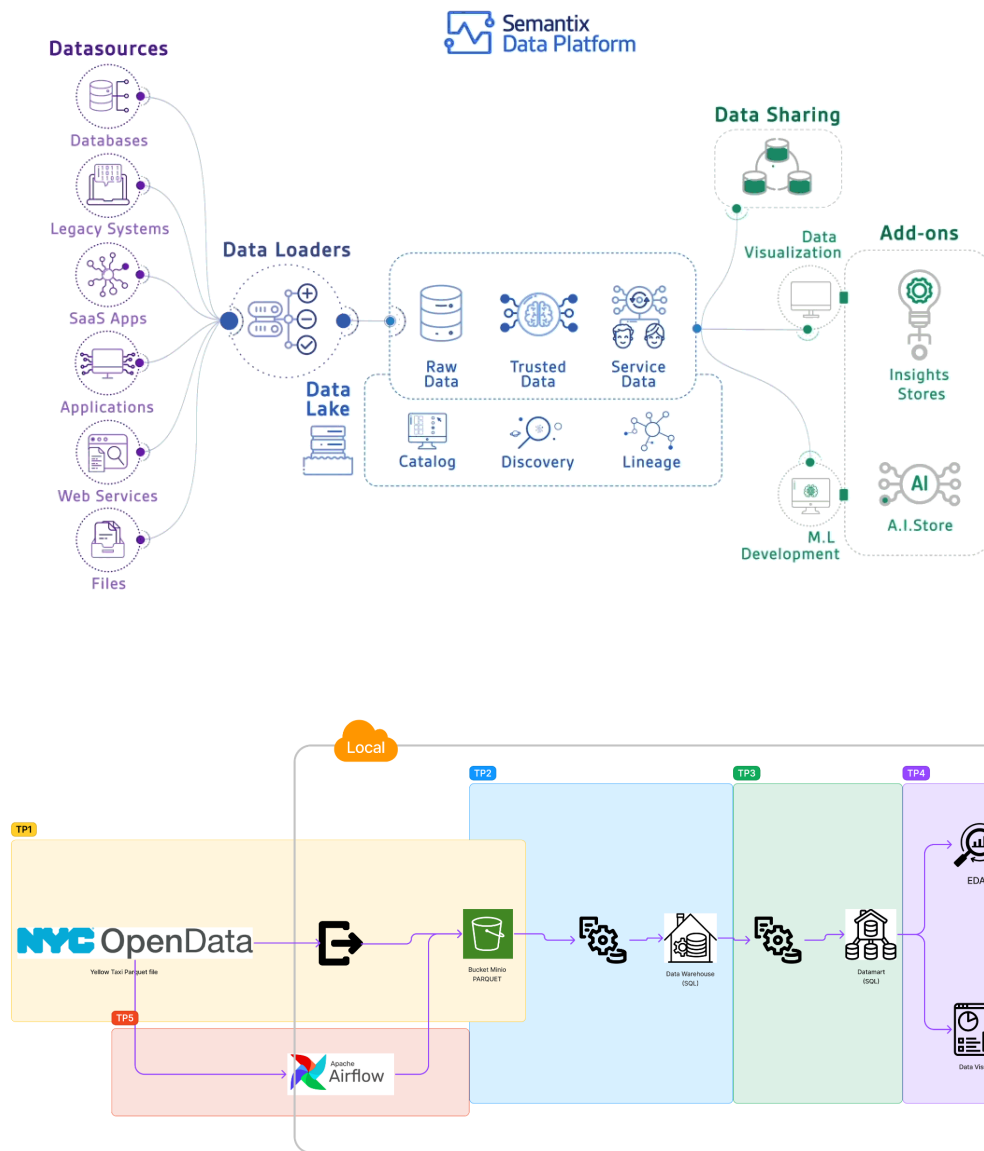 Semantix
Data Platform
Datasources
Databases
Legacy Systems
SaaS Apps
Applications
Web Services
Files
Data Loaders
Data
Lake
Raw
Data
Trusted
Data
Service
Data
Catalog
Discovery
Lineage
Data Sharing
Data
Visualization
Add-ons
Insights
Stores
AI
A.I.Store
M.L
Development
Local
TP1
TP2
TP3
TP4
NYC OpenData
Yellow Taxi Parquet file
Bucket Minio
PARQUET
Data Warehouse
(SQL)
Datamart
(SQL)
EDA
Data Vis
TP5
Apache
Airflow